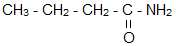 CH₃ - CH₂ - CH₂ - C - NH₂
O